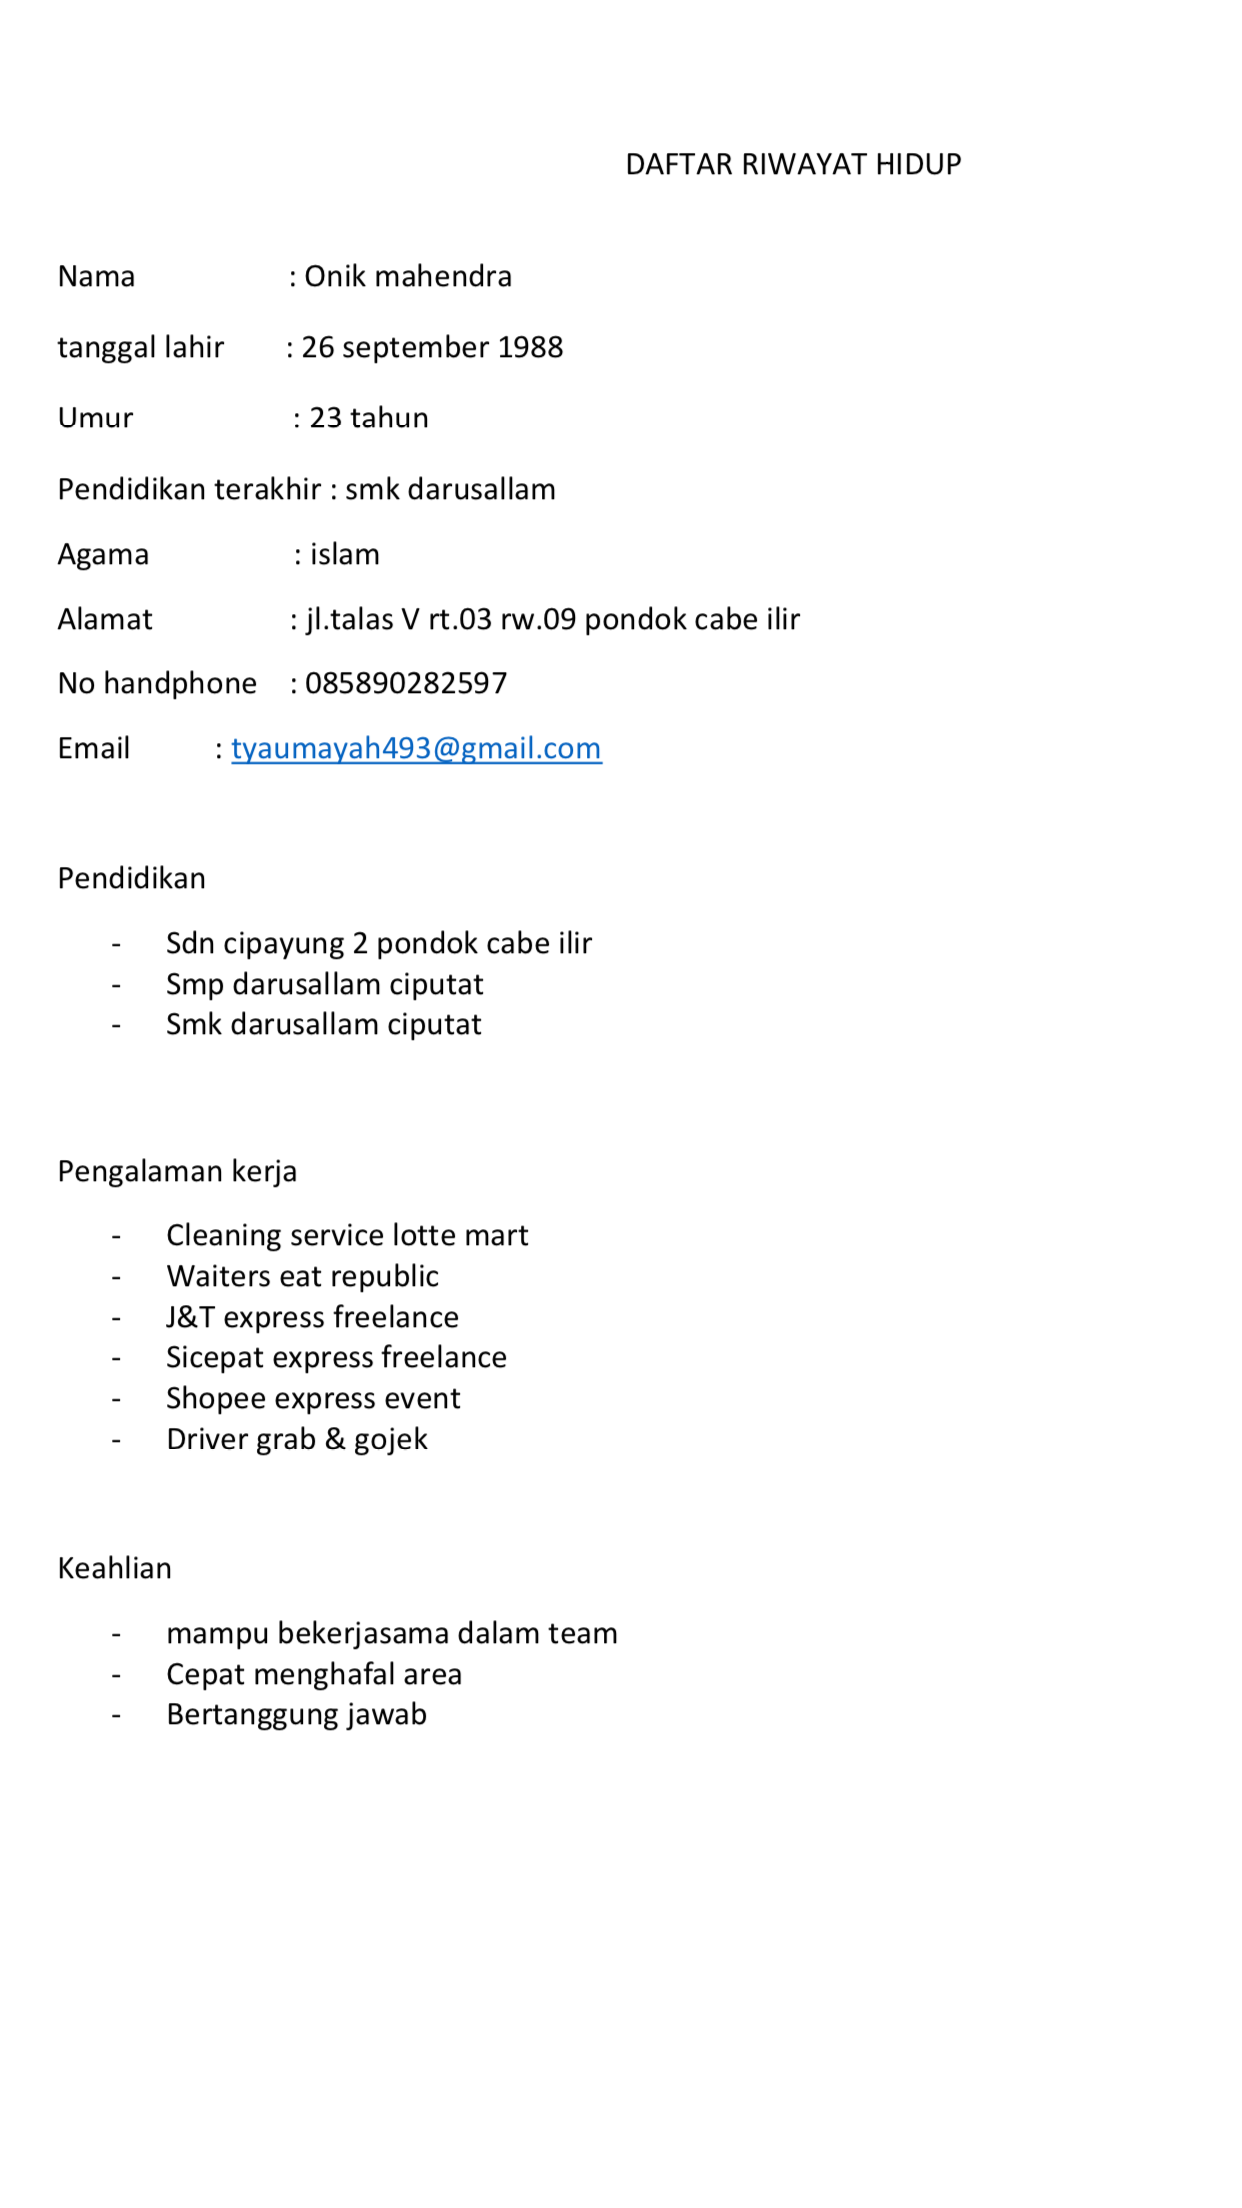 DAFTAR RIWAYAT HIDUP
Nama : Onik mahendra
tanggal lahir : 26 september 1988
Umur : 23 tahun
Pendidikan terakhir : smk darusallam
Agama : islam
Alamat : jl.talas V rt.03 rw.09 pondok cabe ilir
No handphone : 085890282597
Email : tyaumayah493@gmail.com
Pendidikan
- Sdn cipayung 2 pondok cabe ilir
- Smp darusallam ciputat
- Smk darusallam ciputat
Pengalaman kerja
- Cleaning service lotte mart
- Waiters eat republic
- J&T express freelance
- Sicepat express freelance
- Shopee express event
- Driver grab & gojek
Keahlian
- mampu bekerjasama dalam team
- Cepat menghafal area
- Bertanggung jawab